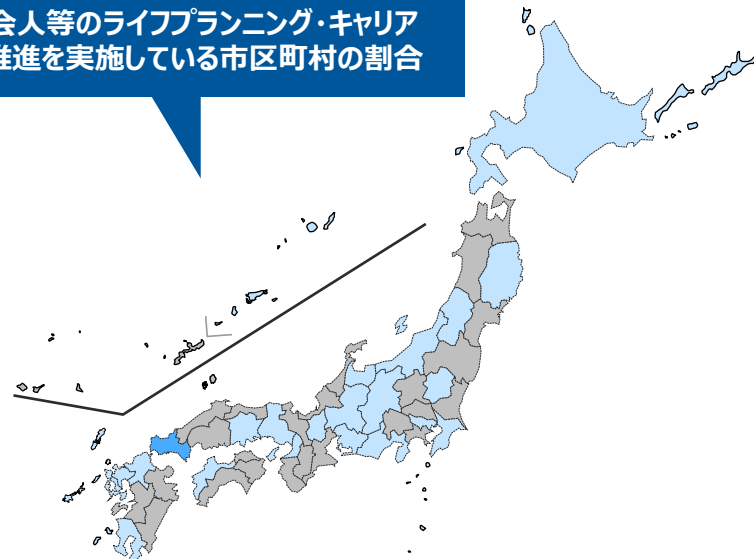 会人等のライフプランニング・キャリア
推進を実施している市区町村の割合